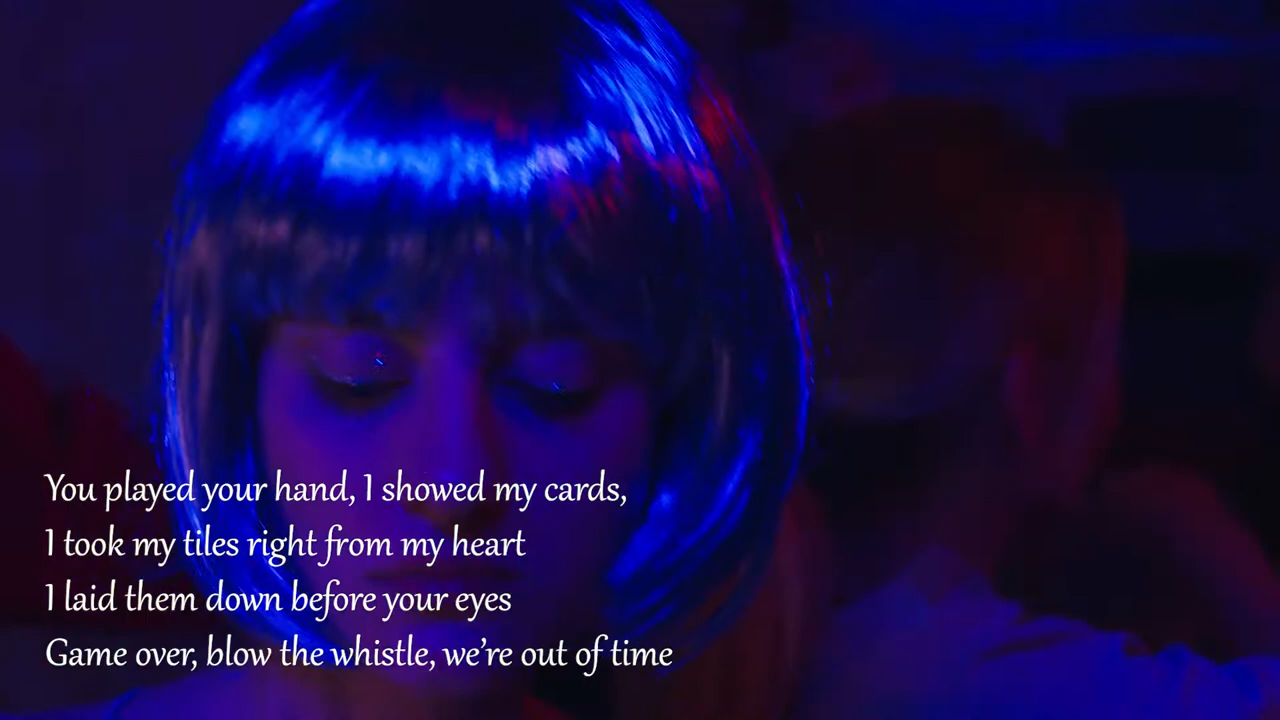 You played your hand, I showed my cards,
I took my tiles right from my heart
I laid them down before your eyes
Game over, blow the whistle, we're out of time